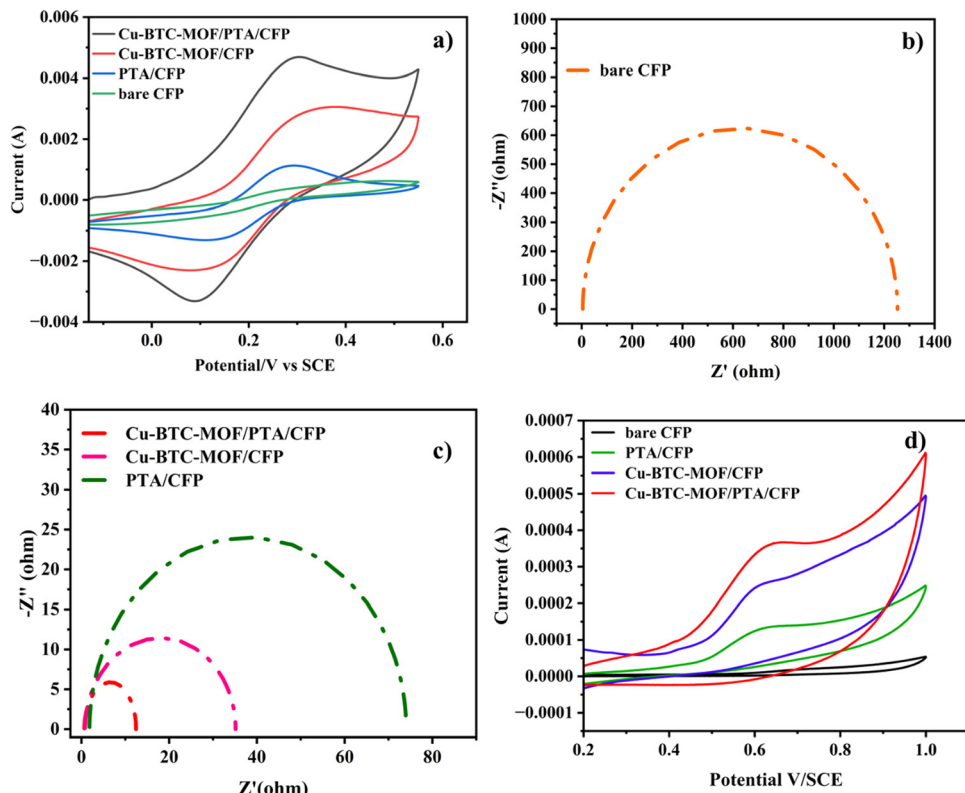 a)
Cu-BTC-MOF/PTA/CFP
Cu-BTC-MOF/CFP
PTA/CFP
bare CFP
0.006
0.004
0.002
0.000
−0.002
−0.004
Current (A)
0.0 0.2 0.4 0.6
Potential/V vs SCE
b)
bare CFP
1000
900
800
700
600
500
400
300
200
100
0
-Z"(ohm)
0 200 400 600 800 1000 1200 1400
Z' (ohm)
c)
Cu-BTC-MOF/PTA/CFP
Cu-BTC-MOF/CFP
PTA/CFP
40
35
30
25
20
15
10
5
0
-Z" (ohm)
0 20 40 60 80
Z'(ohm)
d)
bare CFP
PTA/CFP
Cu-BTC-MOF/CFP
Cu-BTC-MOF/PTA/CFP
0.0007
0.0006
0.0005
0.0004
0.0003
0.0002
0.0001
0.0000
-0.0001
Current (A)
0.2 0.4 0.6 0.8 1.0
Potential V/SCE